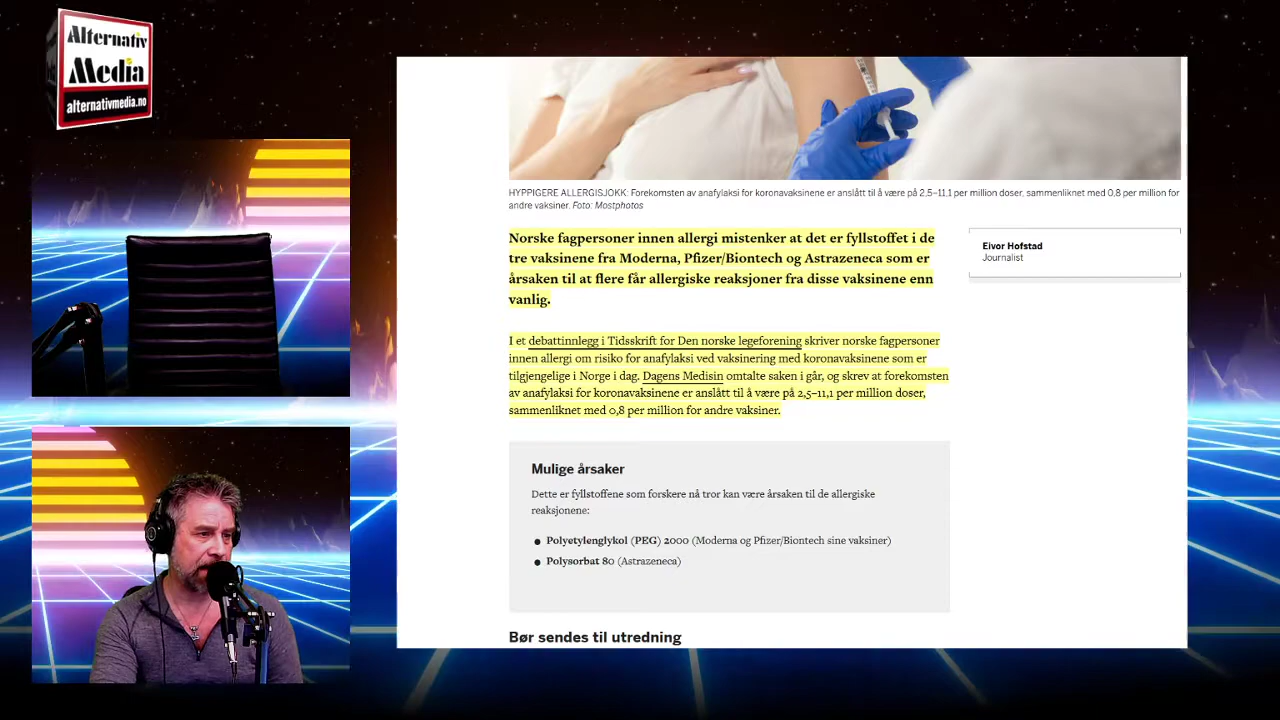 Alternativ
Media
alternativmedia.no
HYPPIGERE ALLERGISJOKK: Forekomsten av anafylaksi for koronavaksinene er anslått til å være på 2,5–11,1 per million doser, sammenliknet med 0,8 per million for
andre vaksiner. Foto: Mostphotos
Norske fagpersoner innen allergi mistenker at det er fyllstoffet i de
tre vaksinene fra Moderna, Pfizer/Biontech og Astrazeneca som er
årsaken til at flere får allergiske reaksjoner fra disse vaksinene enn
vanlig.
Eivor Hofstad
Journalist
I et debattinnlegg i Tidsskrift for Den norske legeforening skriver norske fagpersoner
innen allergi om risiko for anafylaksi ved vaksinering med koronavaksinene som er
tilgjengelige i Norge i dag. Dagens Medisin omtalte saken i går, og skrev at forekomsten
av anafylaksi for koronavaksinene er anslått til å være på 2,5–11,1 per million doser,
sammenliknet med 0,8 per million for andre vaksiner.
Mulige årsaker
Dette er fyllstoffene som forskere nå tror kan være årsaken til de allergiske
reaksjonene:
● Polyetylenglykol (PEG) 2000 (Moderna og Pfizer/Biontech sine vaksiner)
● Polysorbat 80 (Astrazeneca)
Bør sendes til utredning